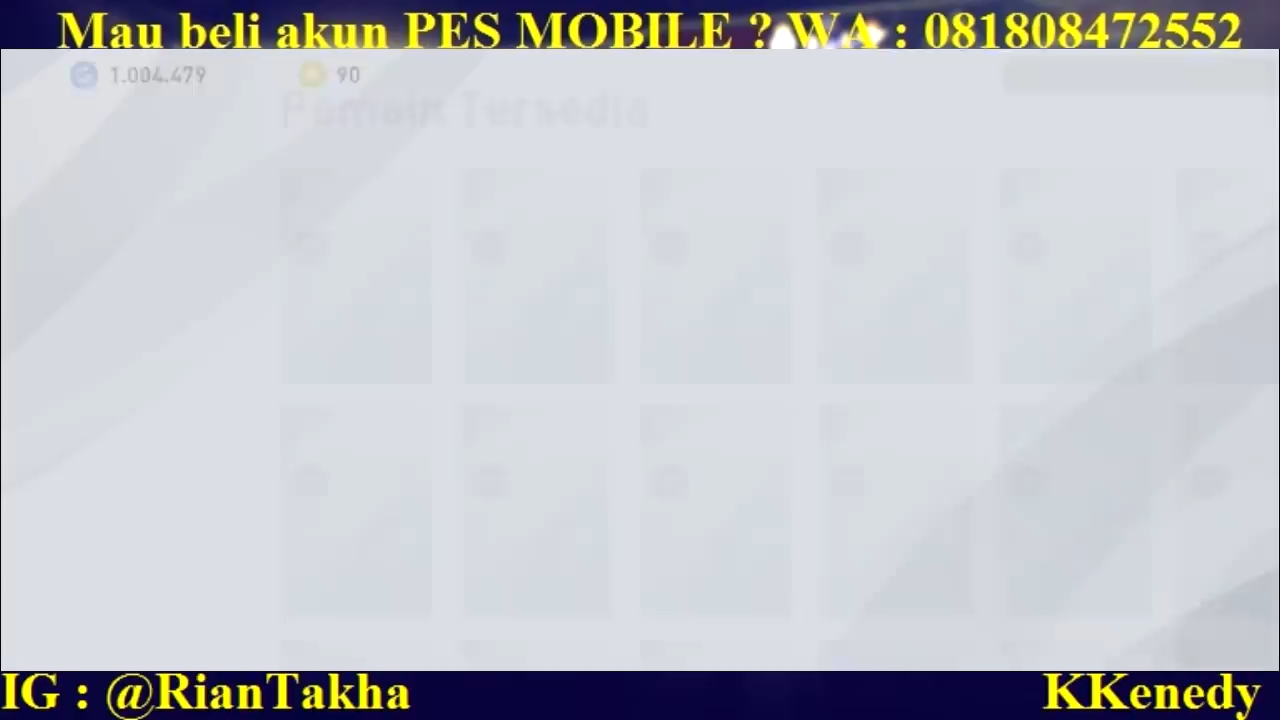 Mau beli akun PES MOBILE ? WA : 081808472552
1.004.479 90
Pemain Tersedia
IG : @RianTakha KKenedy